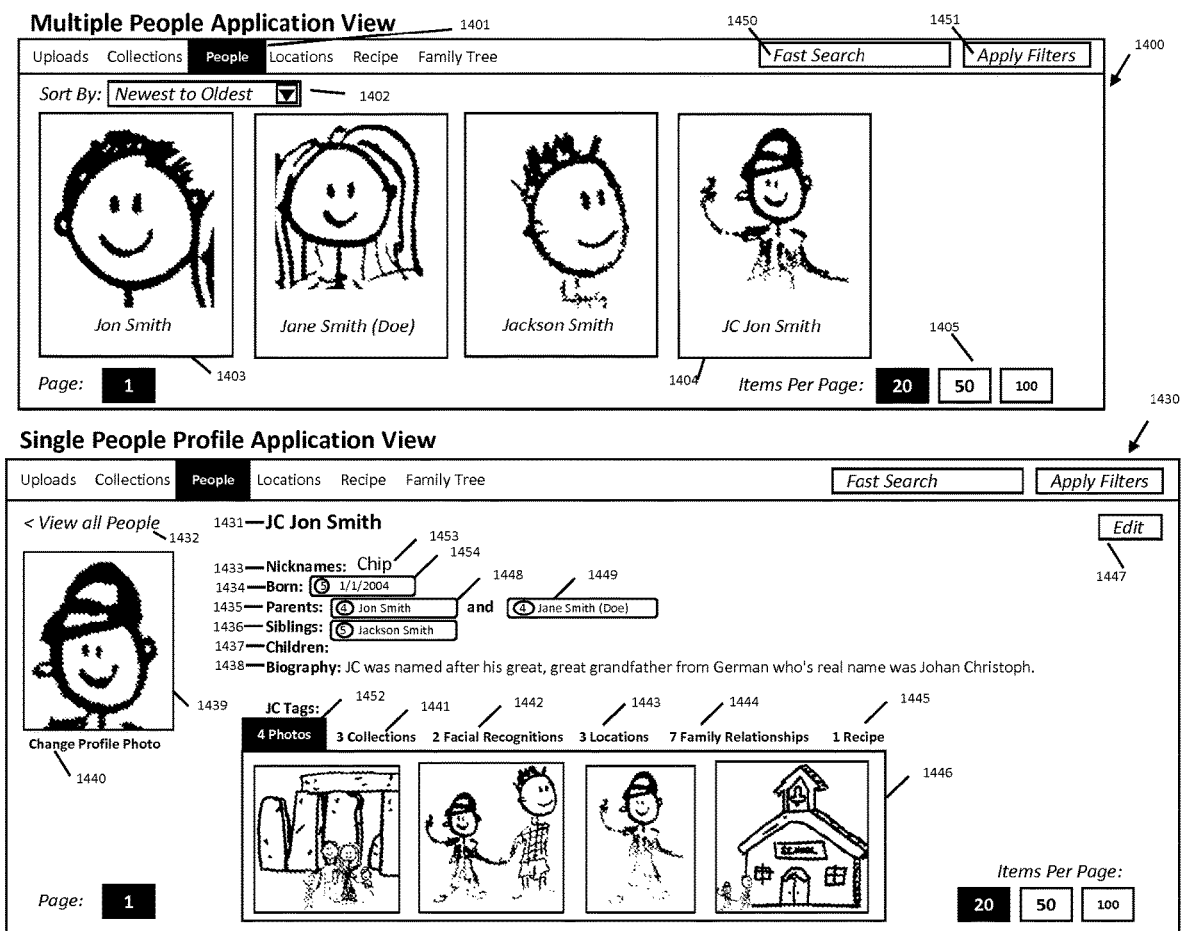 Multiple People Application View
1401
1450
1451
1400
Uploads Collections People Locations Recipe Family Tree Fast Search Apply Filters
Sort By: Newest to Oldest
1402
Jon Smith
Jane Smith (Doe)
Jackson Smith
JC Jon Smith
1403
1404
1405
Page: 1
Items Per Page: 20 50 100
1430
Single People Profile Application View
Uploads Collections People Locations Recipe Family Tree Fast Search Apply Filters
< View all People
1432
1431 JC Jon Smith
Edit
1447
1453
1433 Nicknames: Chip
1454
1434 Born: 5 1/1/2004
1448
1449
1435 Parents: 4 Jon Smith and 4 Jane Smith (Doe)
1436 Siblings: 5 Jackson Smith
1437 Children:
1438 Biography: JC was named after his great, great grandfather from German who's real name was Johan Christoph.
1439
Change Profile Photo
1440
JC Tags:
1452
1441
1442
1443
1444
1445
4 Photos 3 Collections 2 Facial Recognitions 3 Locations 7 Family Relationships 1 Recipe
1446
SCHOOL
Page: 1
Items Per Page:
20 50 100